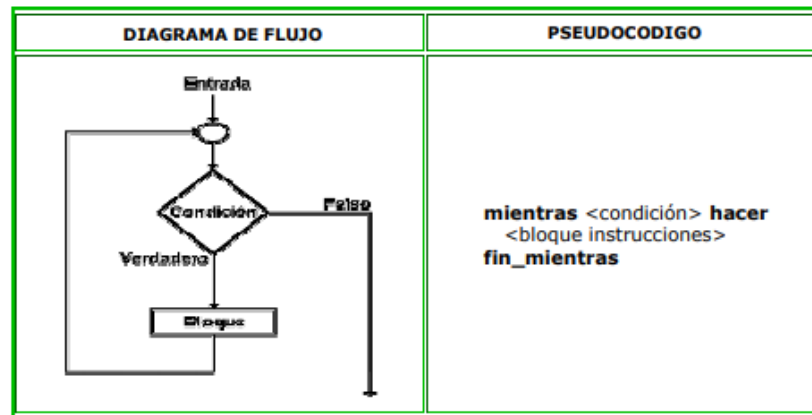 DIAGRAMA DE FLUJO
PSEUDOCODIGO
Entrada
Condición
Falso
Verdadero
Bloque
mientras <condición> hacer
<bloque instrucciones>
fin_mientras